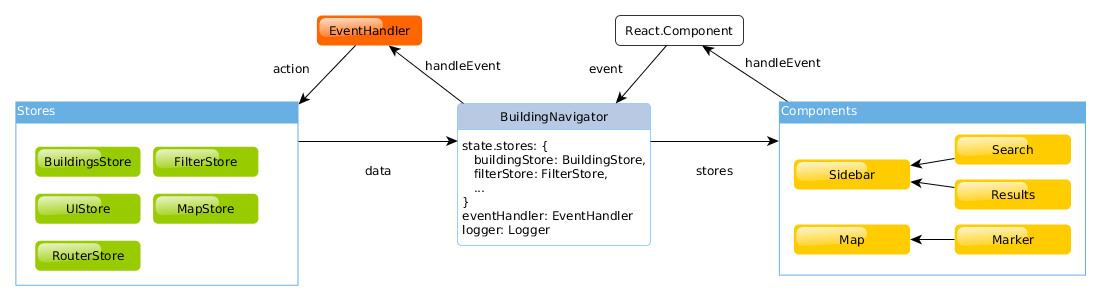 EventHandler
React.Component
action
handleEvent
event
handleEvent
Stores
BuildingsStore
FilterStore
UIStore
MapStore
RouterStore
data
BuildingNavigator
state.stores: {
buildingStore: BuildingStore,
filterStore: FilterStore,
...
}
eventHandler: EventHandler
logger: Logger
stores
Components
Search
Sidebar
Results
Map
Marker